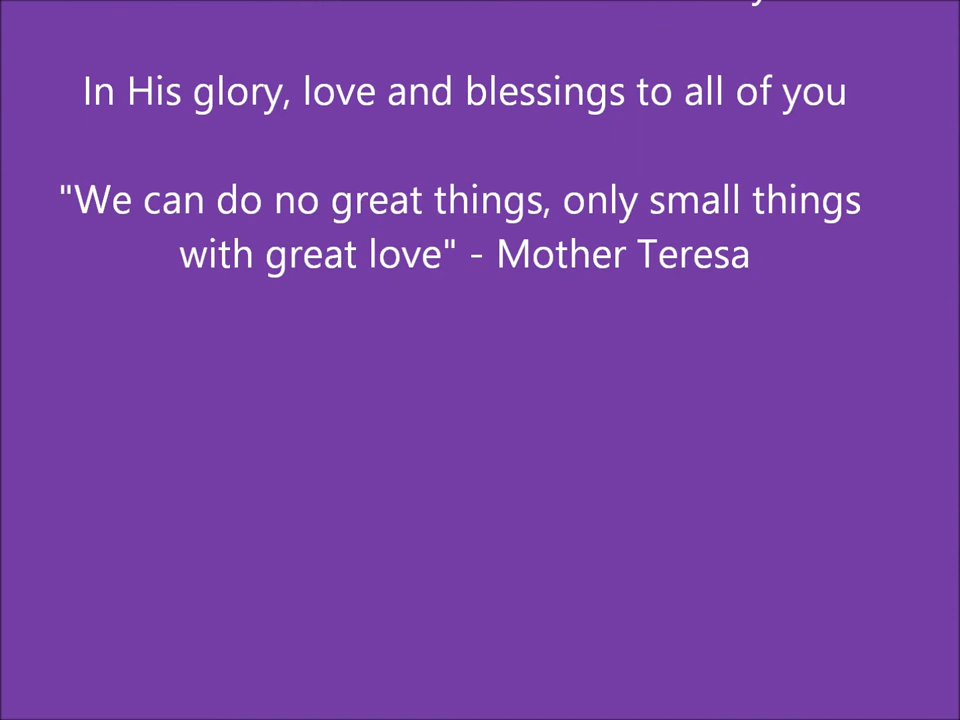 In His glory, love and blessings to all of you
"We can do no great things, only small things
with great love" - Mother Teresa